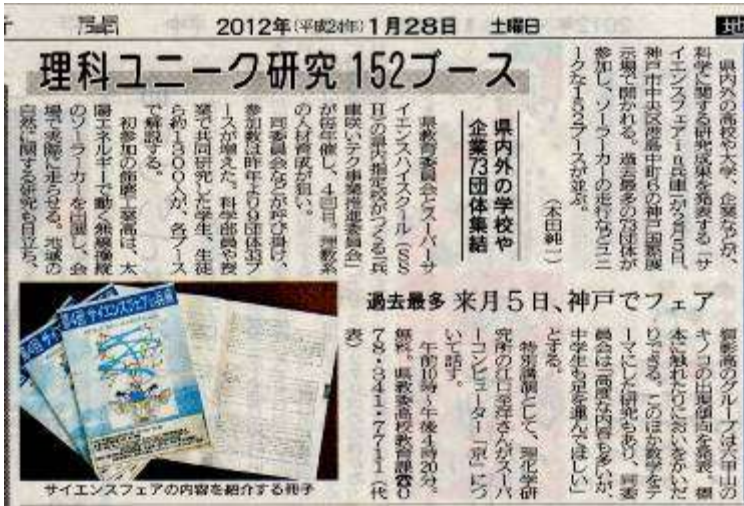 2012年(平成24年)1月28日 土曜日
理科ユニーク研究 152ブース
県内外の学校や
企業73団体集結
過去最多 来月5日、神戸でフェア
県内外の高校や大学、企業などが、
科学に関する研究成果を発表する「サ
イエンスフェアin兵庫」が2月5日、
神戸市中央区港島中町6の神戸国際展
示場で開かれる。過去最多の73団体が
参加し、ソーラーカーの走行などユニ
ークな152ブースが並ぶ。
(本田純一)
県教育委員会とスーパーサ
イエンスハイスクール(SS
H)の県内指定校がつくる「兵
庫咲いテク事業推進委員会」
が毎年催し、4回目。理数系
の人材育成が狙い。
同委員会などが呼び掛け、
参加数は昨年より9団体33ブ
ースが増えた。科学部員や授
業で共同研究した学生、生徒
ら約1300人が、各ブース
で解説する。
初参加の飾磨工業高は、太
陽エネルギーで動く無線操縦
のソーラーカーを出展し、会
場で実際に走らせる。地域の
自然に関する研究も目立ち、
御影高のグループは六甲山の
キノコの出現傾向を発表。標
本に触れたりにおいをかいだ
りできる。このほか数学をテ
ーマにした研究もあり、同委
員会は「高度な内容も多いが、
中学生も足を運んでほしい」
とする。
特別講演として、理化学研
究所の江口至洋さんがスーパ
ーコンピューター「京」につ
いて話す。
午前10時～午後4時20分。
無料。県教委高校教育課☎0
78・341・7711(代
表)
第4回 サイエンスフェアin兵庫
サイエンスフェアの内容を紹介する冊子